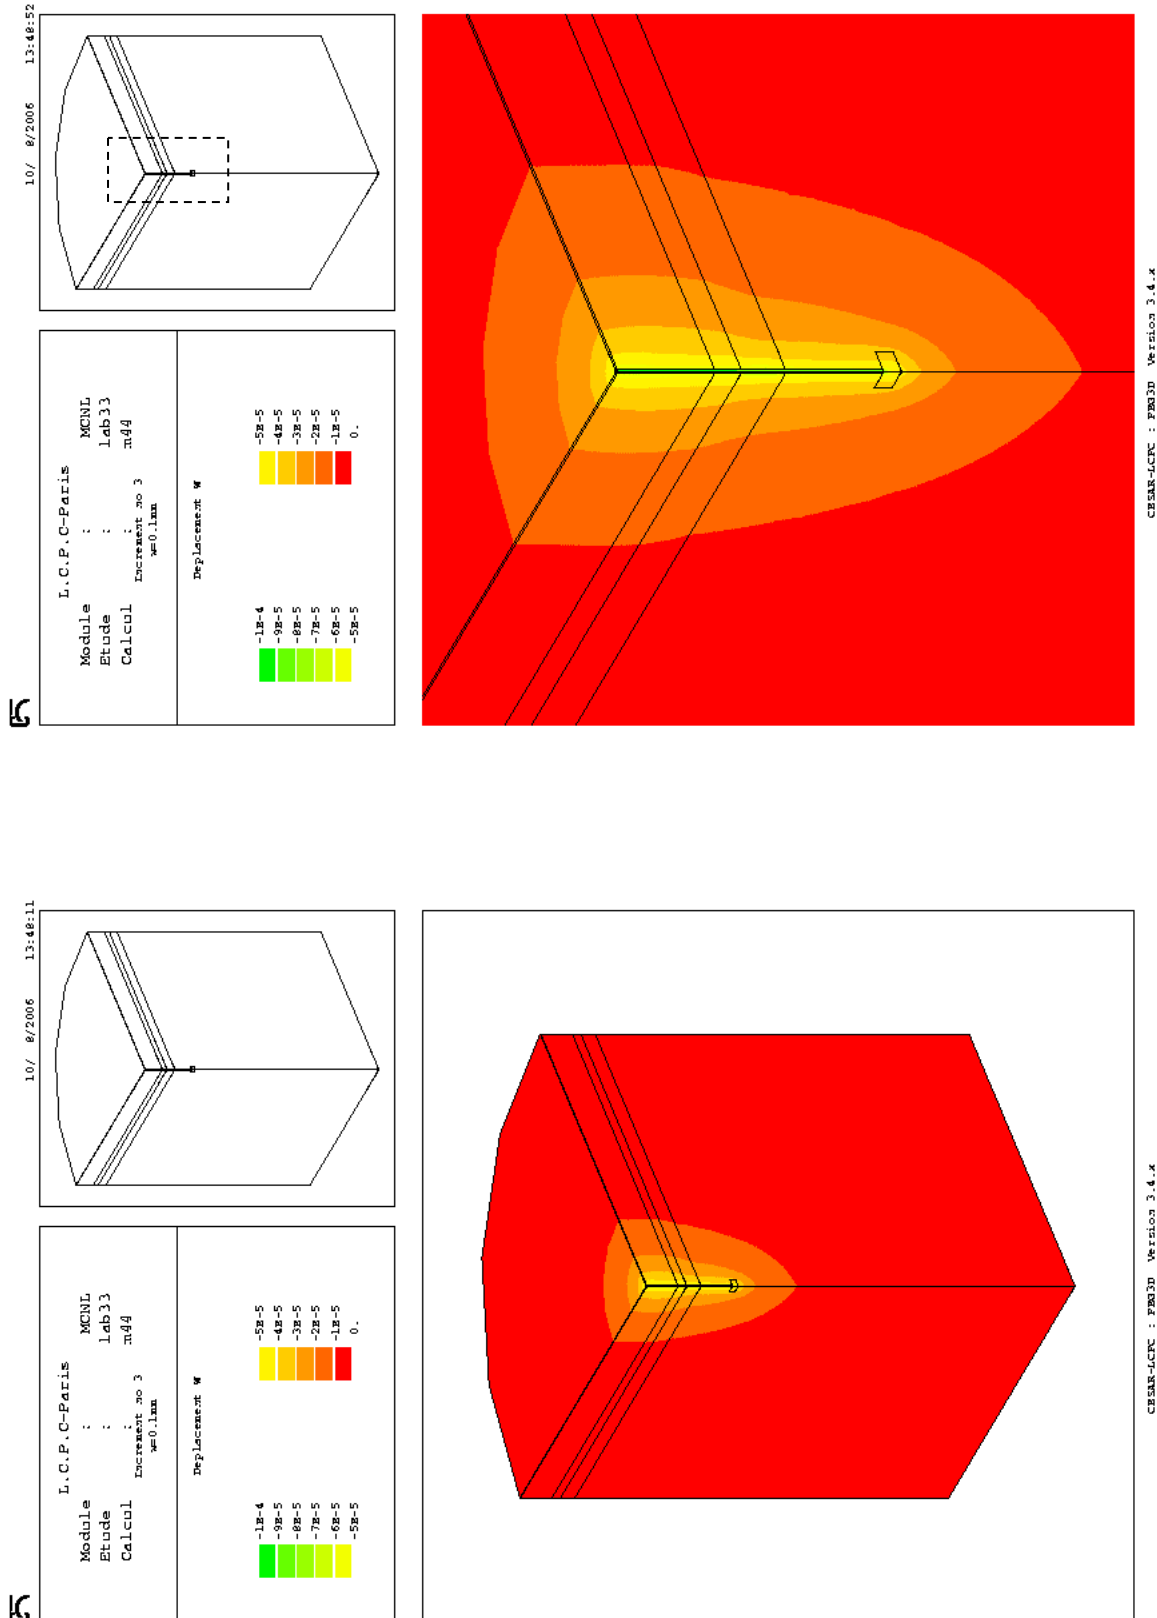 10/ 8/2006 13:48:52
L.C.P.C-Paris
Module : MCNL
Etude : lab33
Calcul : m44
Increment no 3
w=0.1mm
Deplacement W
-1E-4
-9E-5
-8E-5
-7E-5
-6E-5
-5E-5
-5E-5
-4E-5
-3E-5
-2E-5
-1E-5
0.
CESAR-LCPC : PEG3D Version 3.4.x
10/ 8/2006 13:48:11
L.C.P.C-Paris
Module : MCNL
Etude : lab33
Calcul : m44
Increment no 3
w=0.1mm
Deplacement W
-1E-4
-9E-5
-8E-5
-7E-5
-6E-5
-5E-5
-5E-5
-4E-5
-3E-5
-2E-5
-1E-5
0.
CESAR-LCPC : PEG3D Version 3.4.x